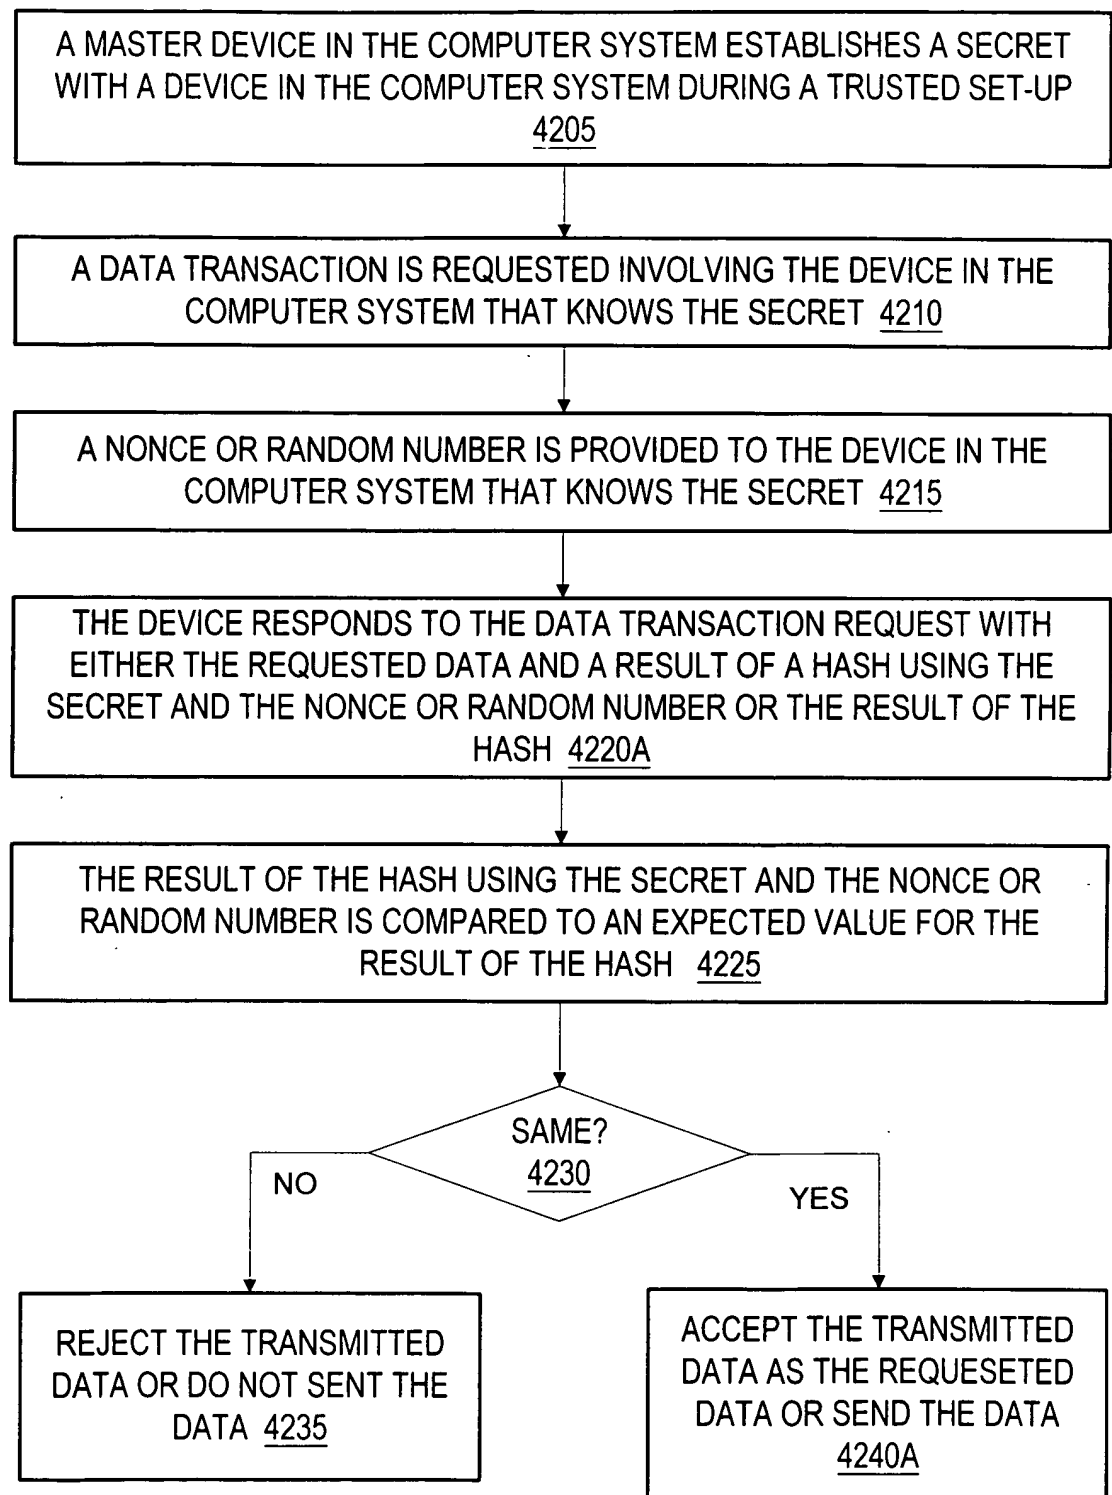 A MASTER DEVICE IN THE COMPUTER SYSTEM ESTABLISHES A SECRET
WITH A DEVICE IN THE COMPUTER SYSTEM DURING A TRUSTED SET-UP
4205
A DATA TRANSACTION IS REQUESTED INVOLVING THE DEVICE IN THE
COMPUTER SYSTEM THAT KNOWS THE SECRET 4210
A NONCE OR RANDOM NUMBER IS PROVIDED TO THE DEVICE IN THE
COMPUTER SYSTEM THAT KNOWS THE SECRET 4215
THE DEVICE RESPONDS TO THE DATA TRANSACTION REQUEST WITH
EITHER THE REQUESTED DATA AND A RESULT OF A HASH USING THE
SECRET AND THE NONCE OR RANDOM NUMBER OR THE RESULT OF THE
HASH 4220A
THE RESULT OF THE HASH USING THE SECRET AND THE NONCE OR
RANDOM NUMBER IS COMPARED TO AN EXPECTED VALUE FOR THE
RESULT OF THE HASH 4225
SAME?
4230
NO
YES
REJECT THE TRANSMITTED
DATA OR DO NOT SENT THE
DATA 4235
ACCEPT THE TRANSMITTED
DATA AS THE REQUESETED
DATA OR SEND THE DATA
4240A